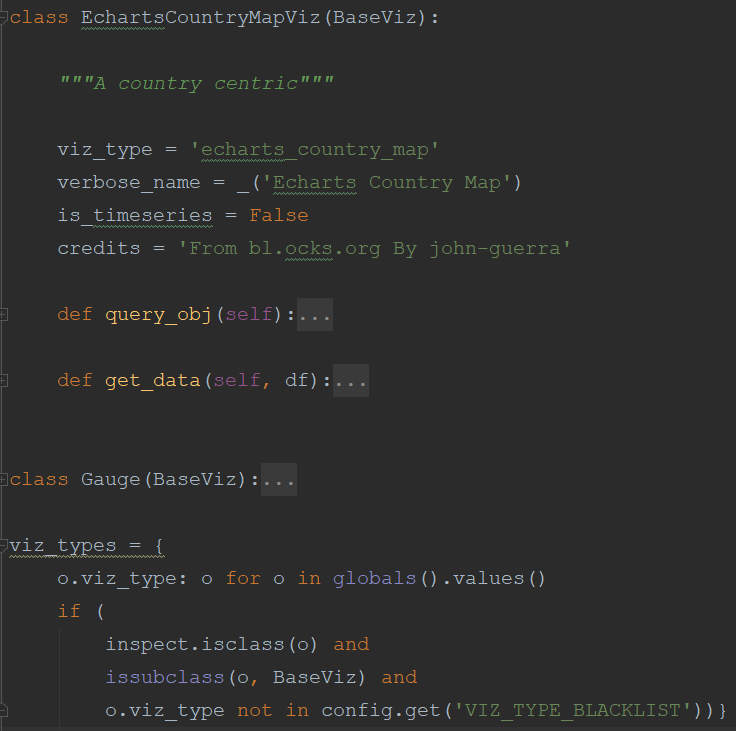 class EchartsCountryMapViz(BaseViz):
"""A country centric"""
viz_type = 'echarts_country_map'
verbose_name = _('Echarts Country Map')
is_timeseries = False
credits = 'From bl.ocks.org By john-guerra'
def query_obj(self):...
def get_data(self, df):...
class Gauge(BaseViz):...
viz_types = {
o.viz_type: o for o in globals().values()
if (
inspect.isclass(o) and
issubclass(o, BaseViz) and
o.viz_type not in config.get('VIZ_TYPE_BLACKLIST'))}